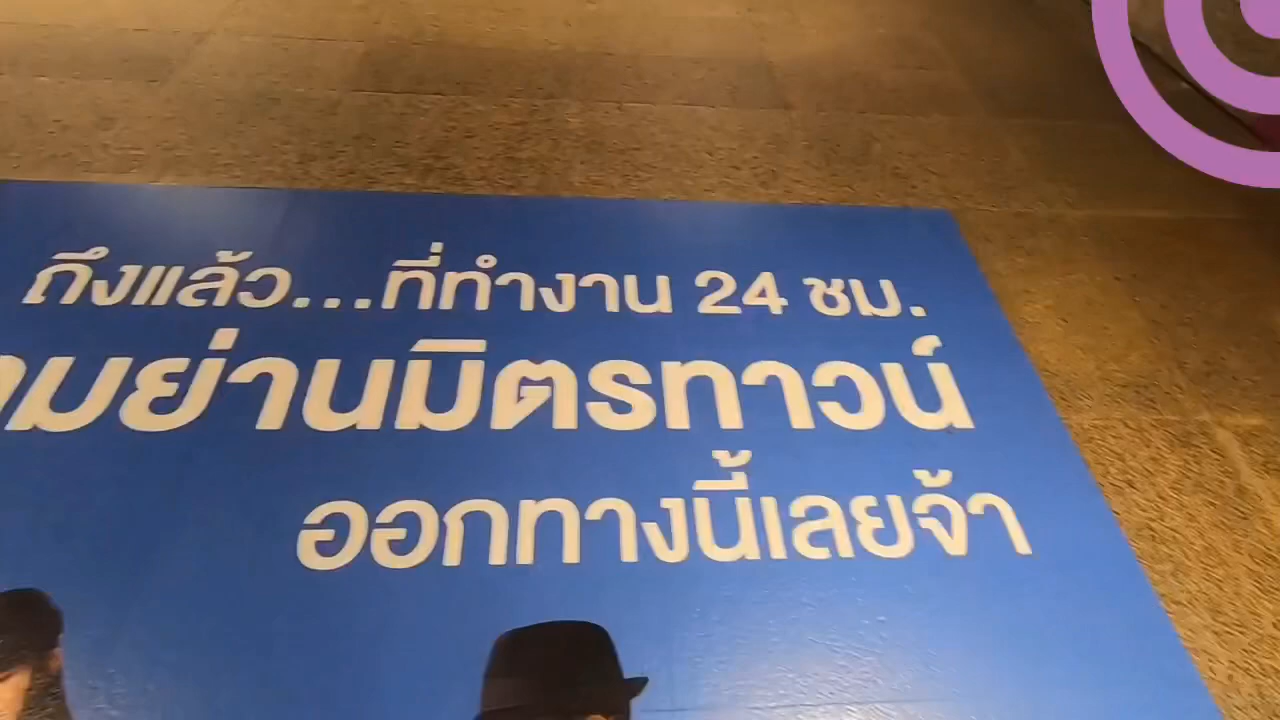 ถึงแล้ว...ที่ทำงาน 24 ชม.
ามย่านมิตรทาวน์
ออกทางนี้เลยจ้า